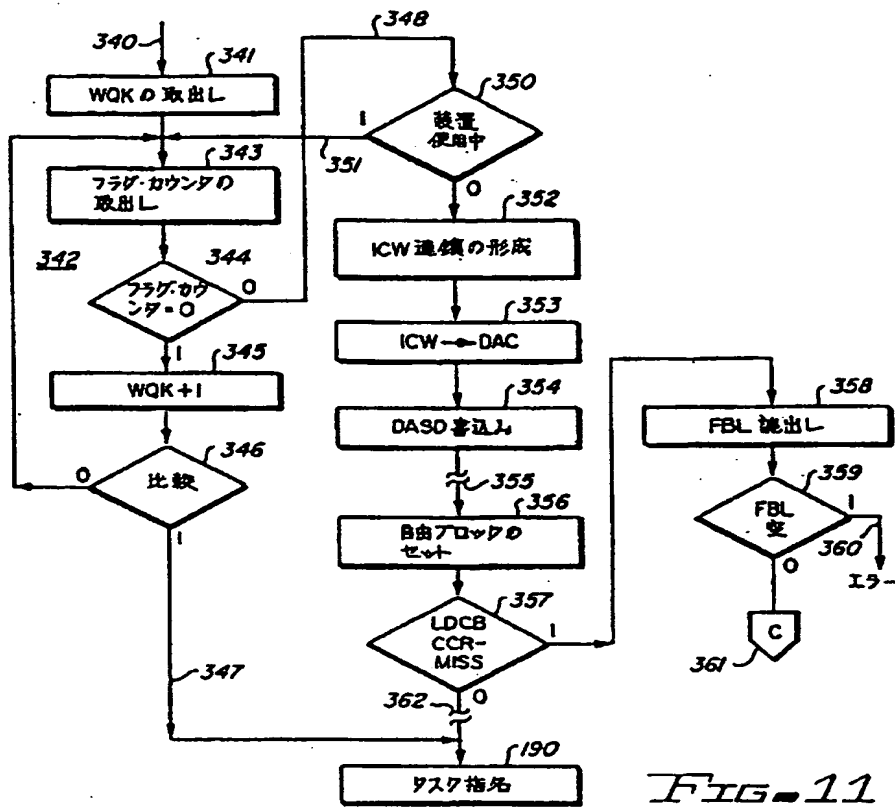 340
341
WQKの取出し
343
フラグ・カウンタの
取出し
342
344
フラグ・カウ
ンタ=0
0
1
345
WQK+1
346
比較
0
1
347
348
350
装置
使用中
1
351
0
352
ICW連鎖の形成
353
ICW→DAC
354
DASD書込み
355
356
自由ブロックの
セット
357
LDCB
CCR-
MISS
1
0
362
358
FBL読出し
359
FBL
空
1
360
エラー
0
C
361
190
タスク指名
FIG-11